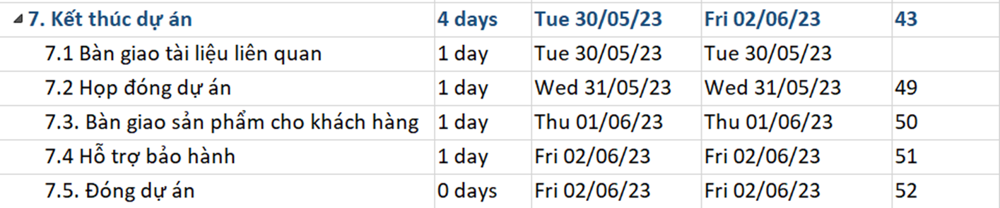 7. Kết thúc dự án 4 days Tue 30/05/23 Fri 02/06/23 43
7.1 Bàn giao tài liệu liên quan 1 day Tue 30/05/23 Tue 30/05/23
7.2 Họp đóng dự án 1 day Wed 31/05/23 Wed 31/05/23 49
7.3. Bàn giao sản phẩm cho khách hàng 1 day Thu 01/06/23 Thu 01/06/23 50
7.4 Hỗ trợ bảo hành 1 day Fri 02/06/23 Fri 02/06/23 51
7.5. Đóng dự án 0 days Fri 02/06/23 Fri 02/06/23 52